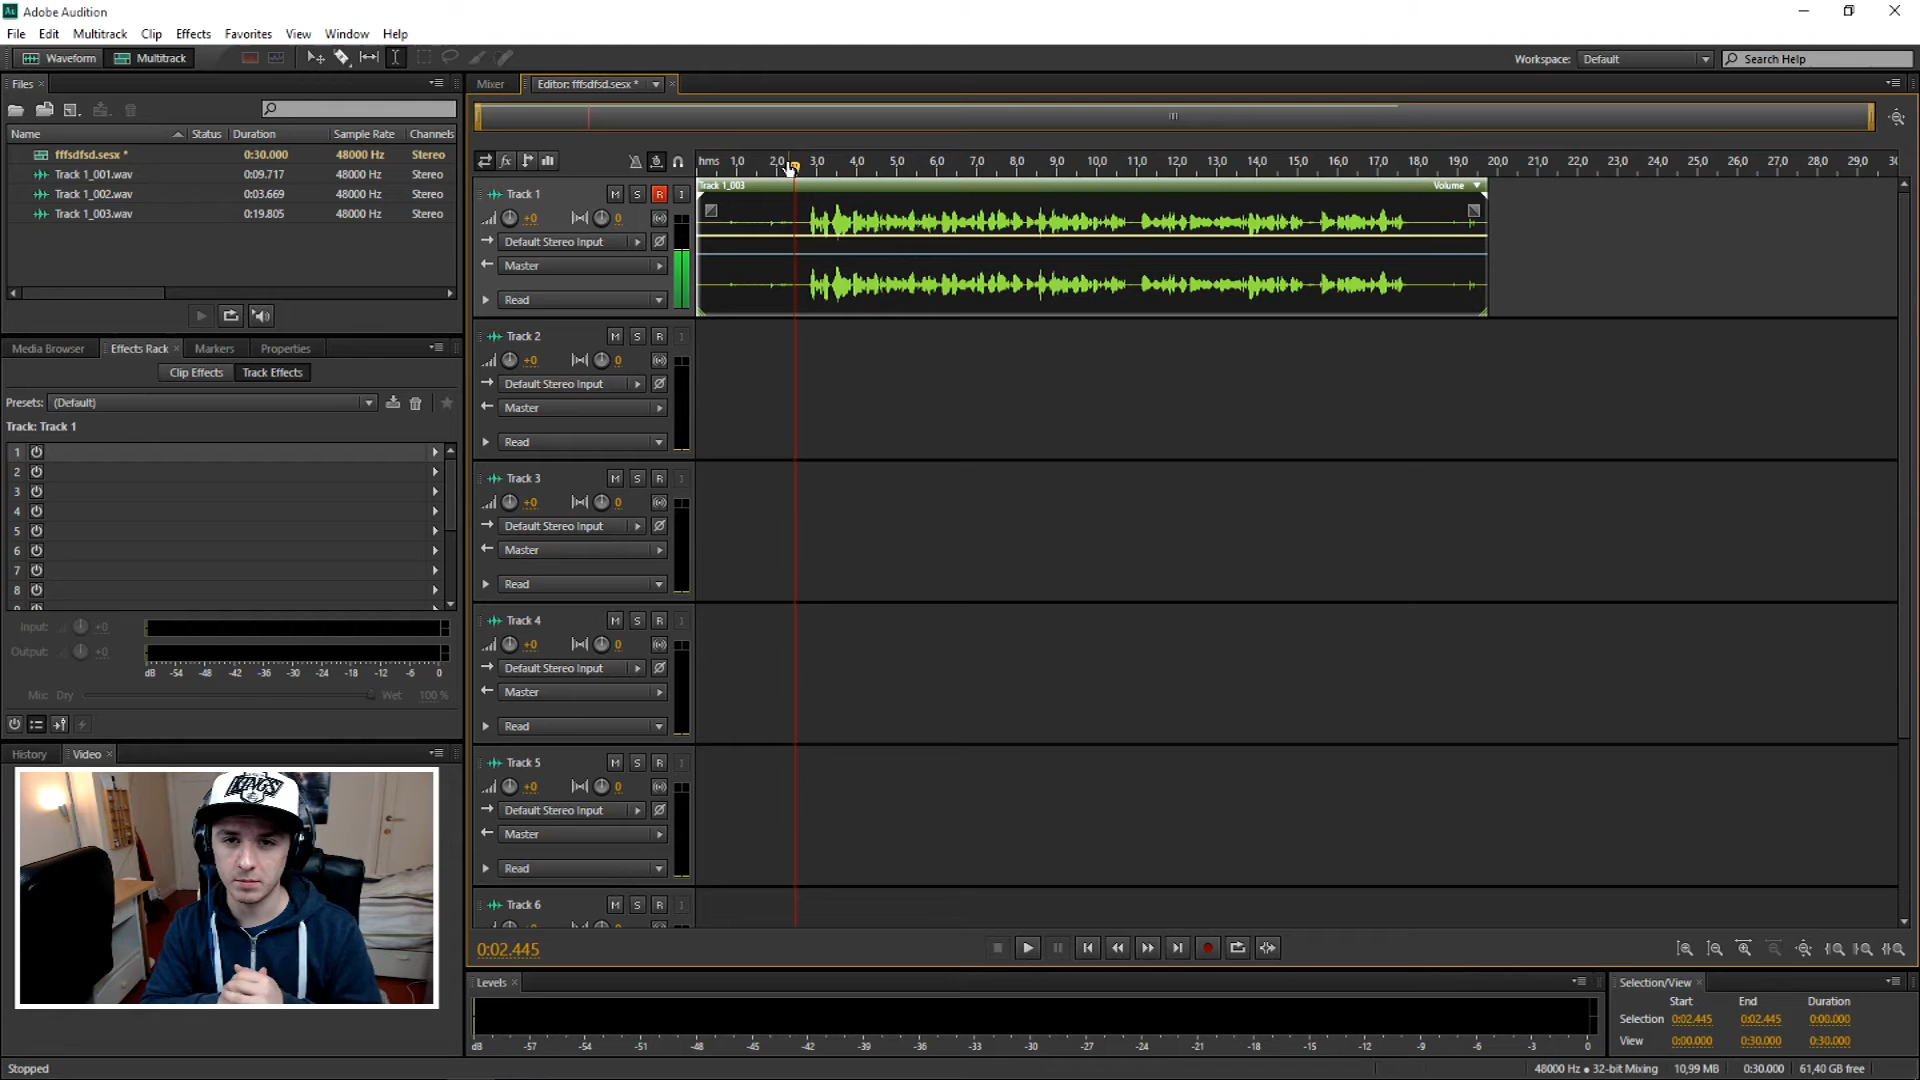 Adobe Audition
File Edit Multitrack Clip Effects Favorites View Window Help
Waveform Multitrack Workspace: Default Search Help
Files
Name Status Duration Sample Rate Channels
fffsdfsd.sesx * 0:30.000 48000 Hz Stereo
Track 1_001.wav 0:09.717 48000 Hz Stereo
Track 1_002.wav 0:03.669 48000 Hz Stereo
Track 1_003.wav 0:19.805 48000 Hz Stereo
Media Browser Effects Rack Markers Properties
Clip Effects Track Effects
Presets: (Default)
Track: Track 1
1
2
3
4
5
6
7
8
Input: +0
Output: +0
dB -54 -48 -42 -36 -30 -24 -18 -12 -6 0
Mix: Dry Wet 100 %
History Video
KINGS
Mixer Editor: fffsdfsd.sesx *
fx hms 1,0 2,0 3,0 4,0 5,0 6,0 7,0 8,0 9,0 10,0 11,0 12,0 13,0 14,0 15,0 16,0 17,0 18,0 19,0 20,0 21,0 22,0 23,0 24,0 25,0 26,0 27,0 28,0 29,0 30
Track 1_003 Volume
Track 1 M S R I
+0 0
Default Stereo Input
Master
Read
Track 2 M S R I
+0 0
Default Stereo Input
Master
Read
Track 3 M S R I
+0 0
Default Stereo Input
Master
Read
Track 4 M S R I
+0 0
Default Stereo Input
Master
Read
Track 5 M S R I
+0 0
Default Stereo Input
Master
Read
Track 6 M S R I
0:02.445
Levels
dB -57 -54 -51 -48 -45 -42 -39 -36 -33 -30 -27 -24 -21 -18 -15 -12 -9 -6 -3 0
Selection/View
Start End Duration
Selection 0:02.445 0:02.445 0:00.000
View 0:00.000 0:30.000 0:30.000
Stopped 48000 Hz ● 32-bit Mixing 10,99 MB 0:30.000 61,40 GB free